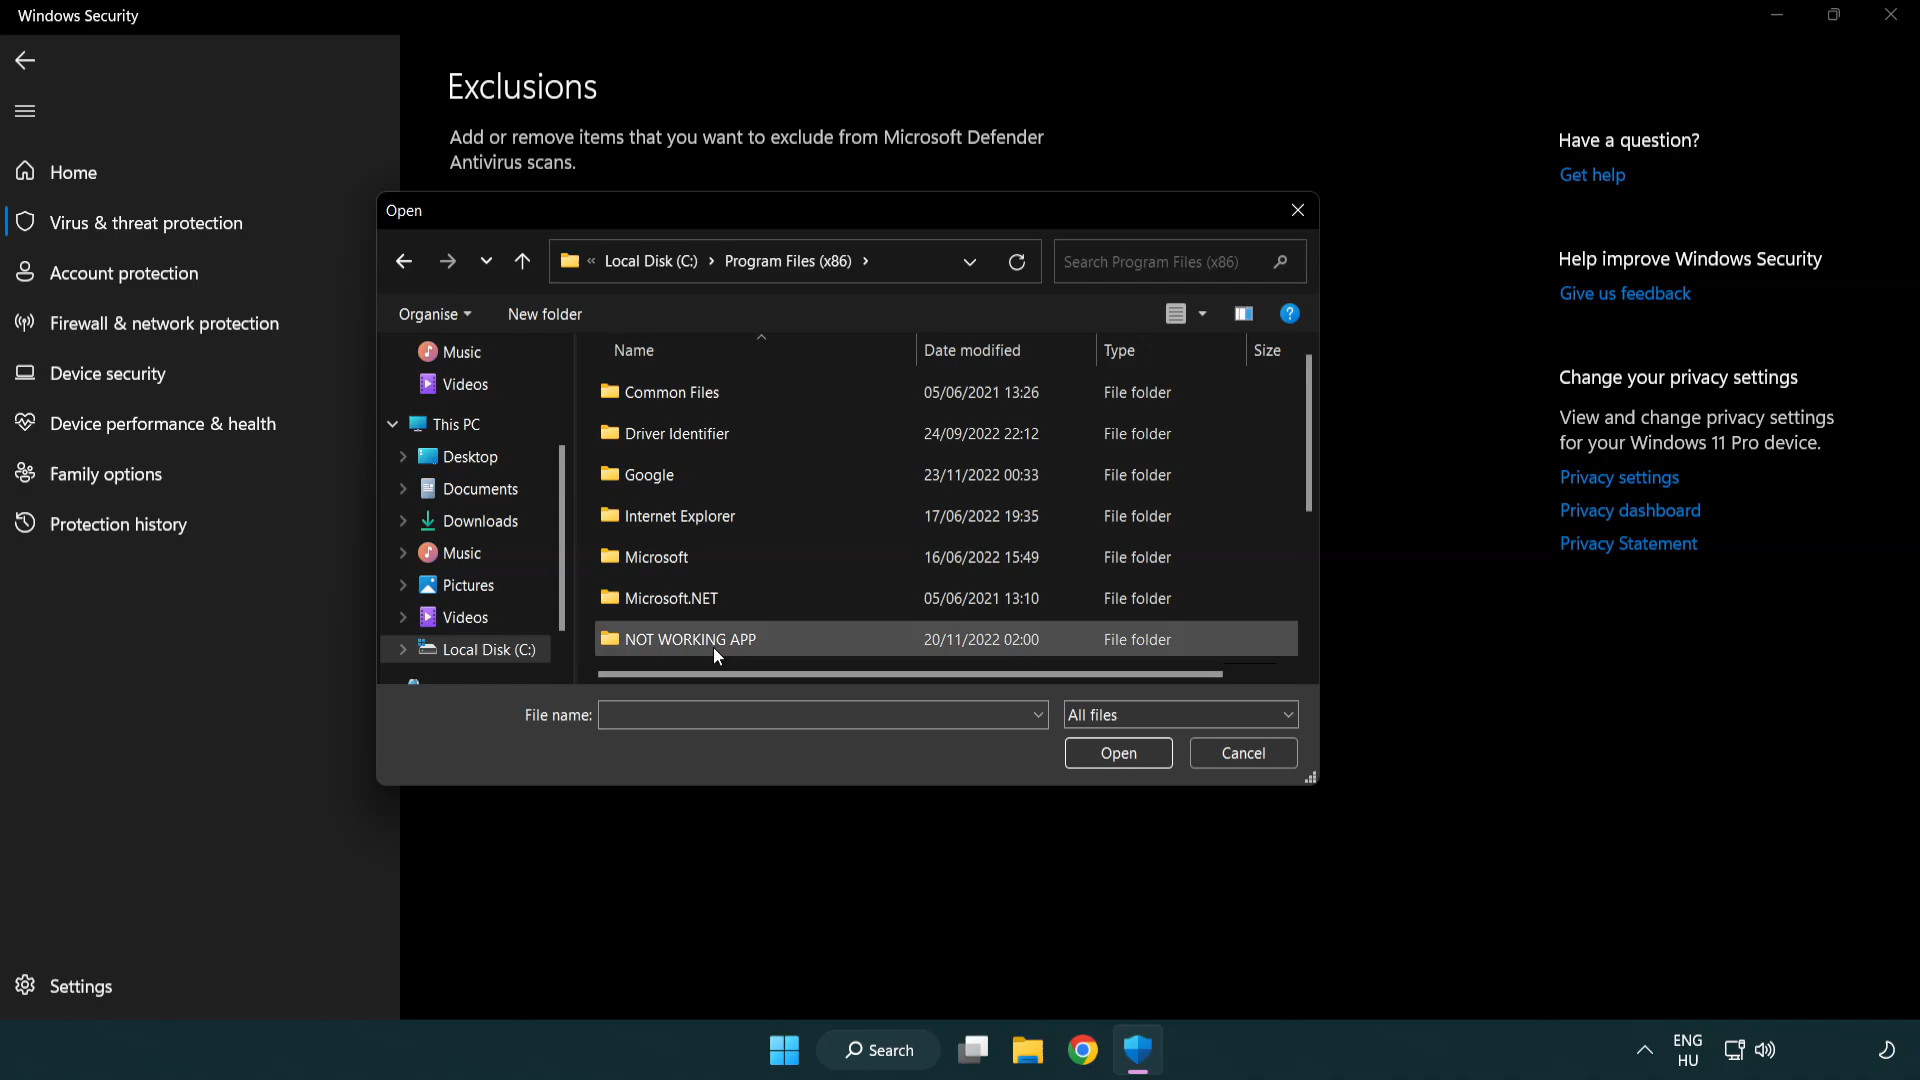 Windows Security
Home
Virus & threat protection
Account protection
Firewall & network protection
Device security
Device performance & health
Family options
Protection history
Settings
Exclusions
Add or remove items that you want to exclude from Microsoft Defender
Antivirus scans.
Open
« Local Disk (C:) › Program Files (x86) ›
Search Program Files (x86)
Organise
New folder
Music
Videos
This PC
Desktop
Documents
Downloads
Music
Pictures
Videos
Local Disk (C:)
Name Date modified Type Size
Common Files 05/06/2021 13:26 File folder
Driver Identifier 24/09/2022 22:12 File folder
Google 23/11/2022 00:33 File folder
Internet Explorer 17/06/2022 19:35 File folder
Microsoft 16/06/2022 15:49 File folder
Microsoft.NET 05/06/2021 13:10 File folder
NOT WORKING APP 20/11/2022 02:00 File folder
File name:
All files
Open
Cancel
Have a question?
Get help
Help improve Windows Security
Give us feedback
Change your privacy settings
View and change privacy settings
for your Windows 11 Pro device.
Privacy settings
Privacy dashboard
Privacy Statement
Search
ENG
HU